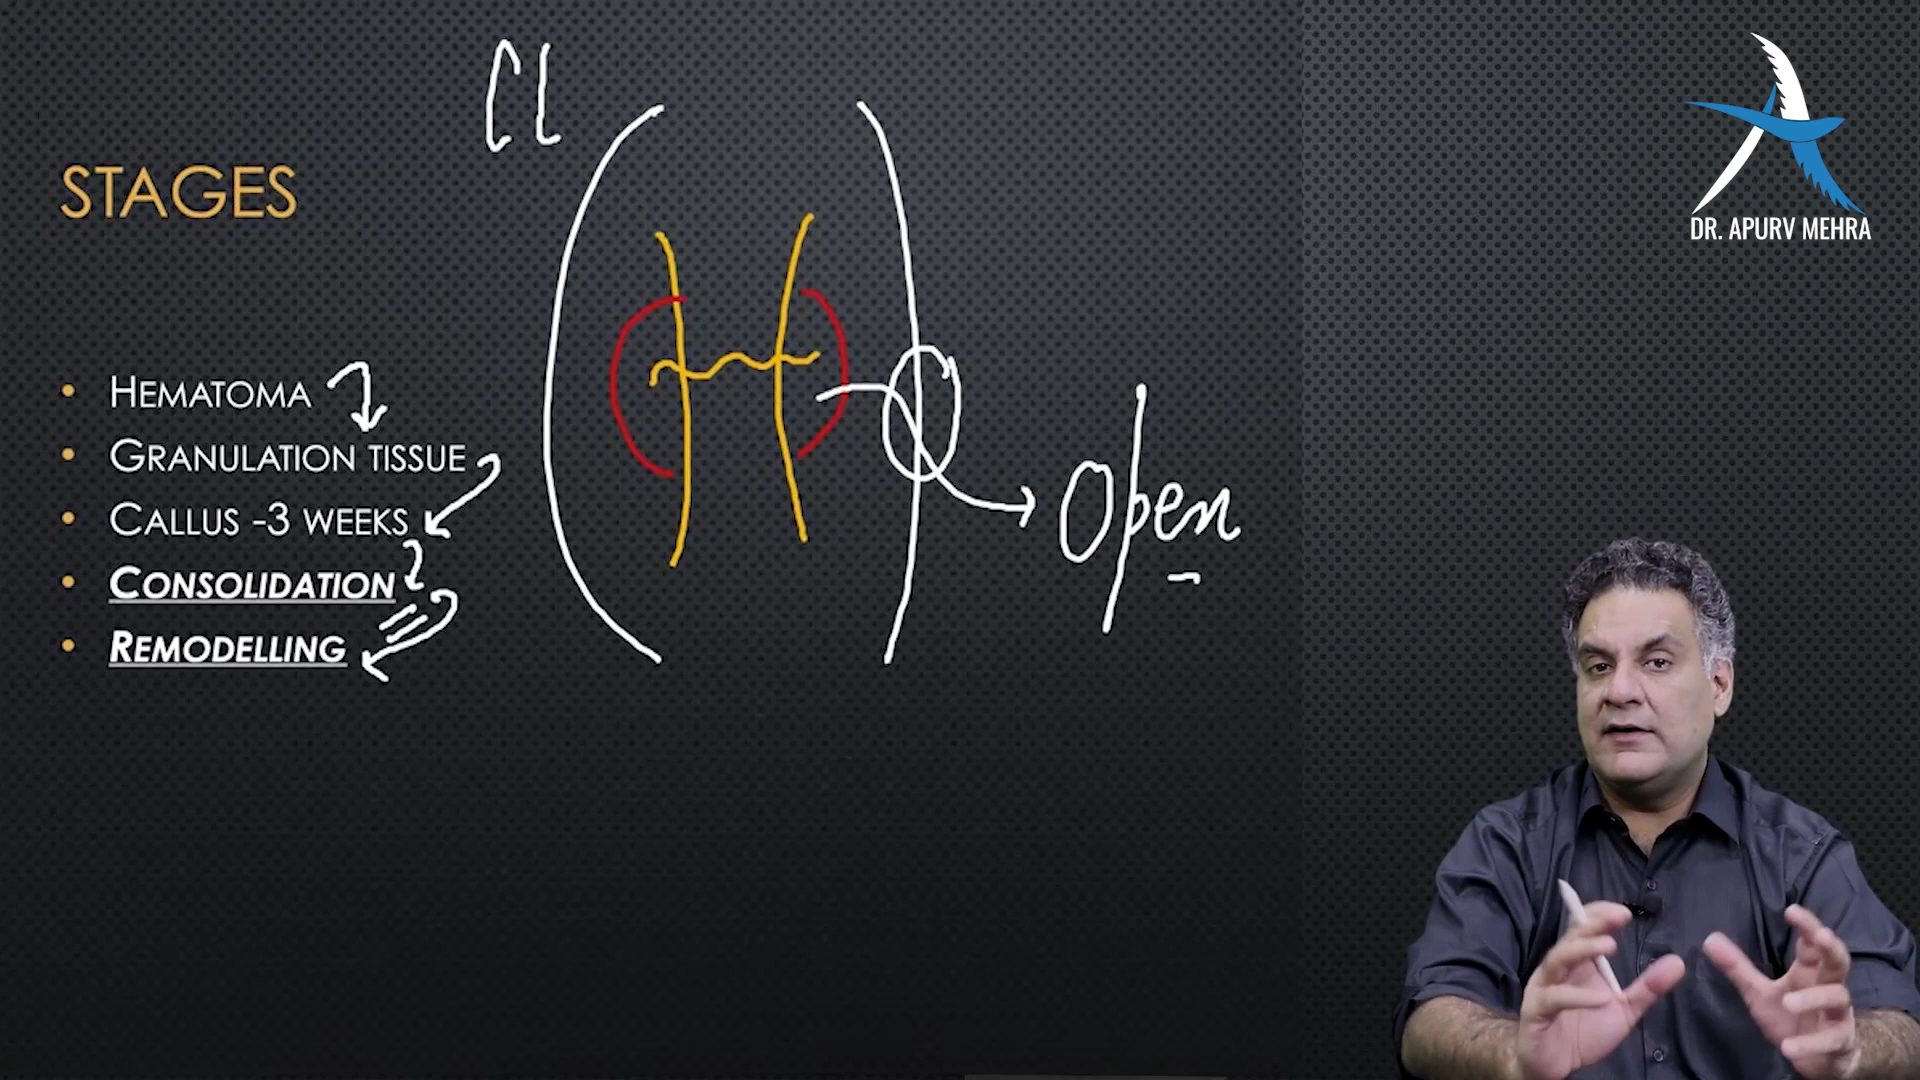 CL
STAGES
DR. APURV MEHRA
HEMATOMA
GRANULATION TISSUE
CALLUS -3 WEEKS
Open
CONSOLIDATION
REMODELLING